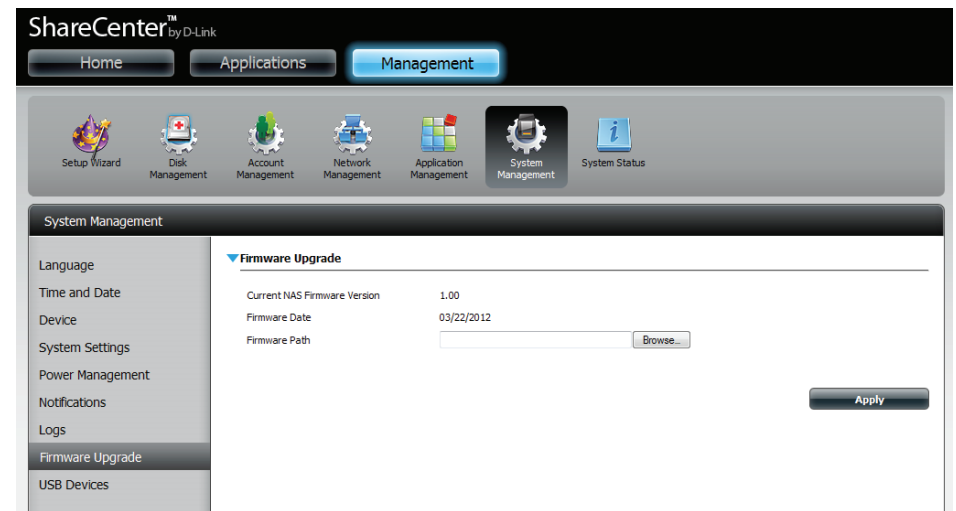 ShareCenter™ by D-Link
Home Applications Management
Setup Wizard
Disk
Management
Account
Management
Network
Management
Application
Management
System
Management
System Status
System Management
Language
Time and Date
Device
System Settings
Power Management
Notifications
Logs
Firmware Upgrade
USB Devices
Firmware Upgrade
Current NAS Firmware Version 1.00
Firmware Date 03/22/2012
Firmware Path Browse...
Apply